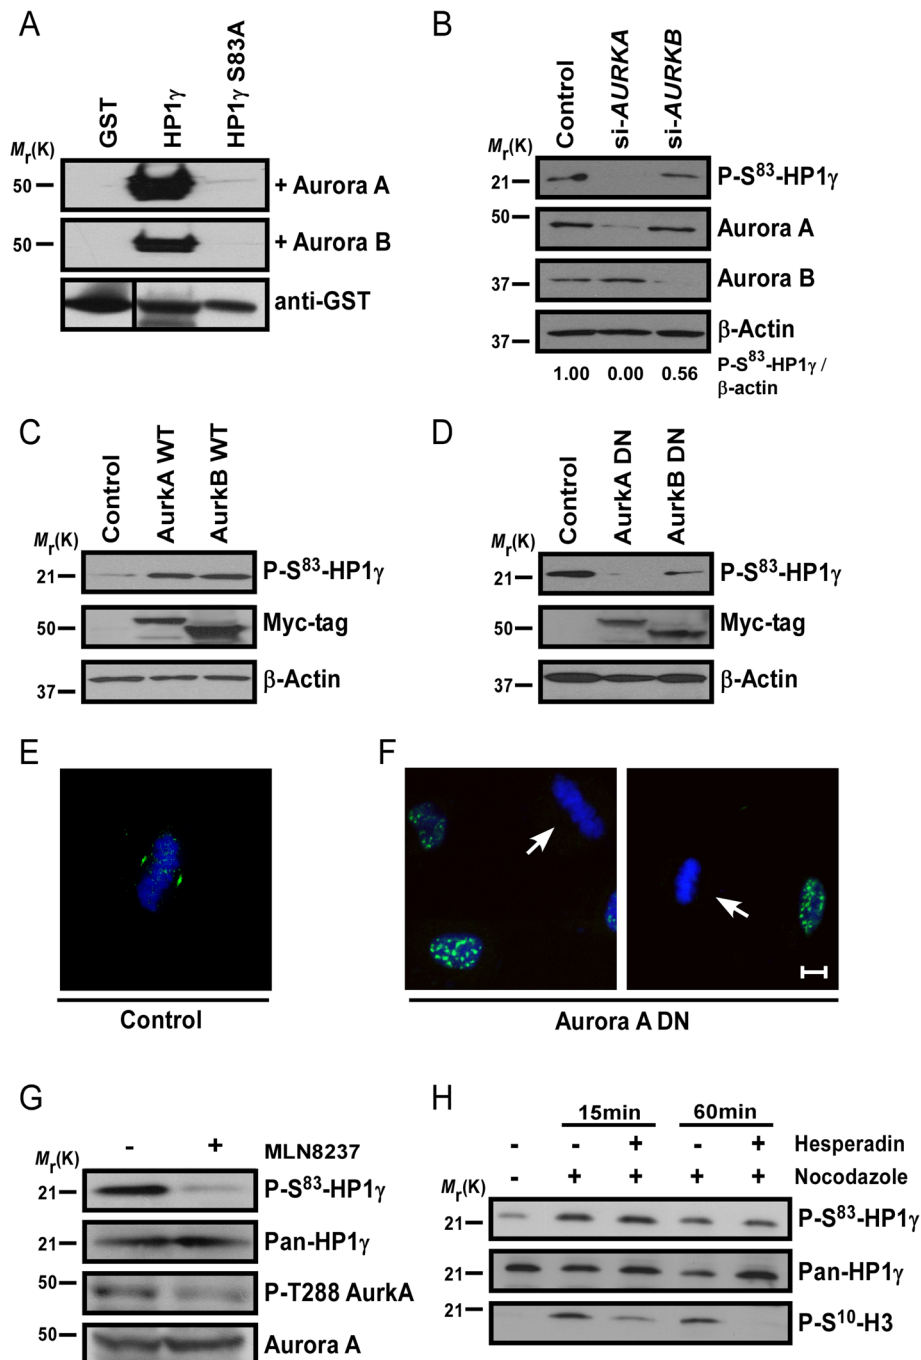 A
GST
HP1γ
HP1γ S83A
Mr(K)
50
+ Aurora A
50
+ Aurora B
anti-GST
B
Control
si-AURKA
si-AURKB
Mr(K)
21
P-S83-HP1γ
50
Aurora A
37
Aurora B
37
β-Actin
1.00 0.00 0.56
P-S83-HP1γ /
β-actin
C
Control
AurkA WT
AurkB WT
Mr(K)
21
P-S83-HP1γ
50
Myc-tag
37
β-Actin
D
Control
AurkA DN
AurkB DN
Mr(K)
21
P-S83-HP1γ
50
Myc-tag
37
β-Actin
E
Control
F
Aurora A DN
G
- + MLN8237
Mr(K)
21
P-S83-HP1γ
21
Pan-HP1γ
50
P-T288 AurkA
50
Aurora A
H
15min 60min
- - + - + Hesperadin
- + + + + Nocodazole
Mr(K)
21
P-S83-HP1γ
21
Pan-HP1γ
21
P-S10-H3